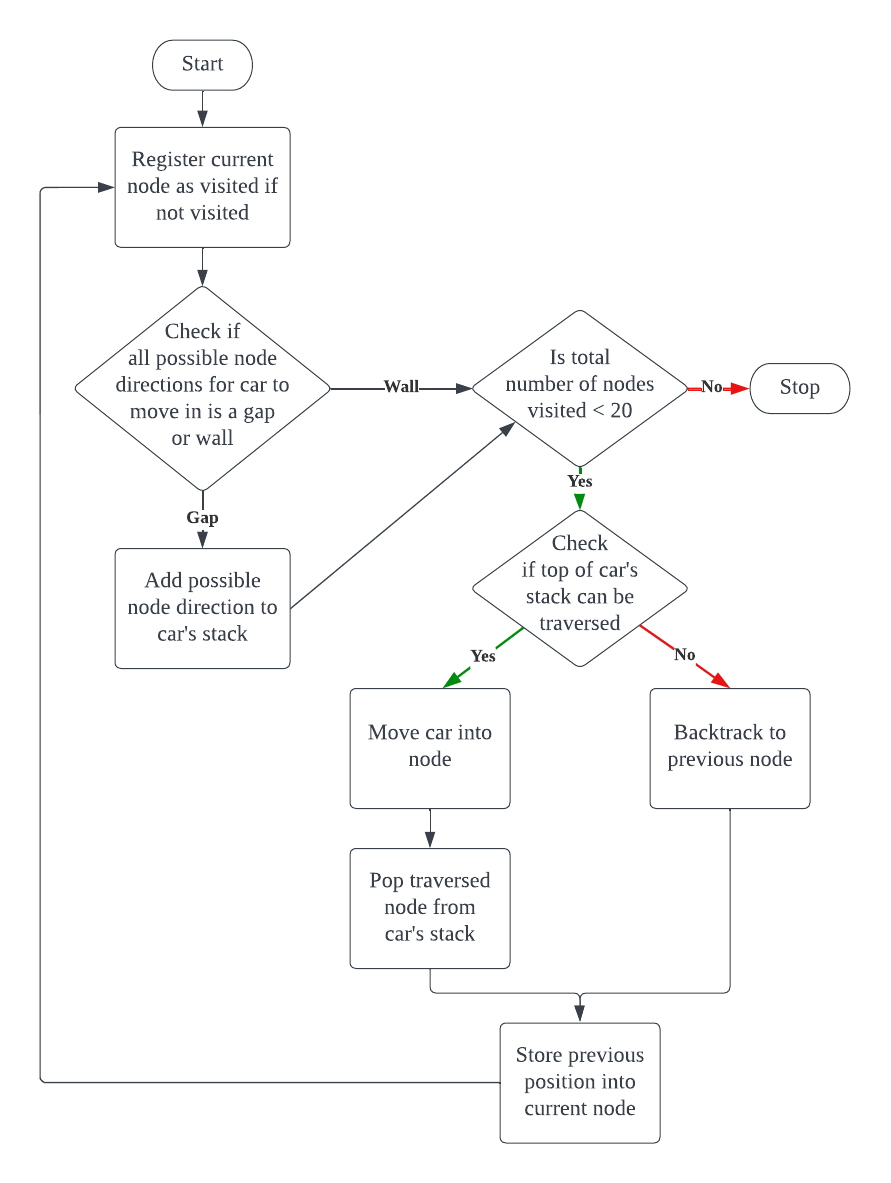 Start
Register current
node as visited if
not visited
Check if
all possible node
directions for car to
move in is a gap
or wall
Wall
Is total
number of nodes
visited < 20
No
Stop
Yes
Gap
Add possible
node direction to
car's stack
Check
if top of car's
stack can be
traversed
Yes
No
Move car into
node
Backtrack to
previous node
Pop traversed
node from
car's stack
Store previous
position into
current node